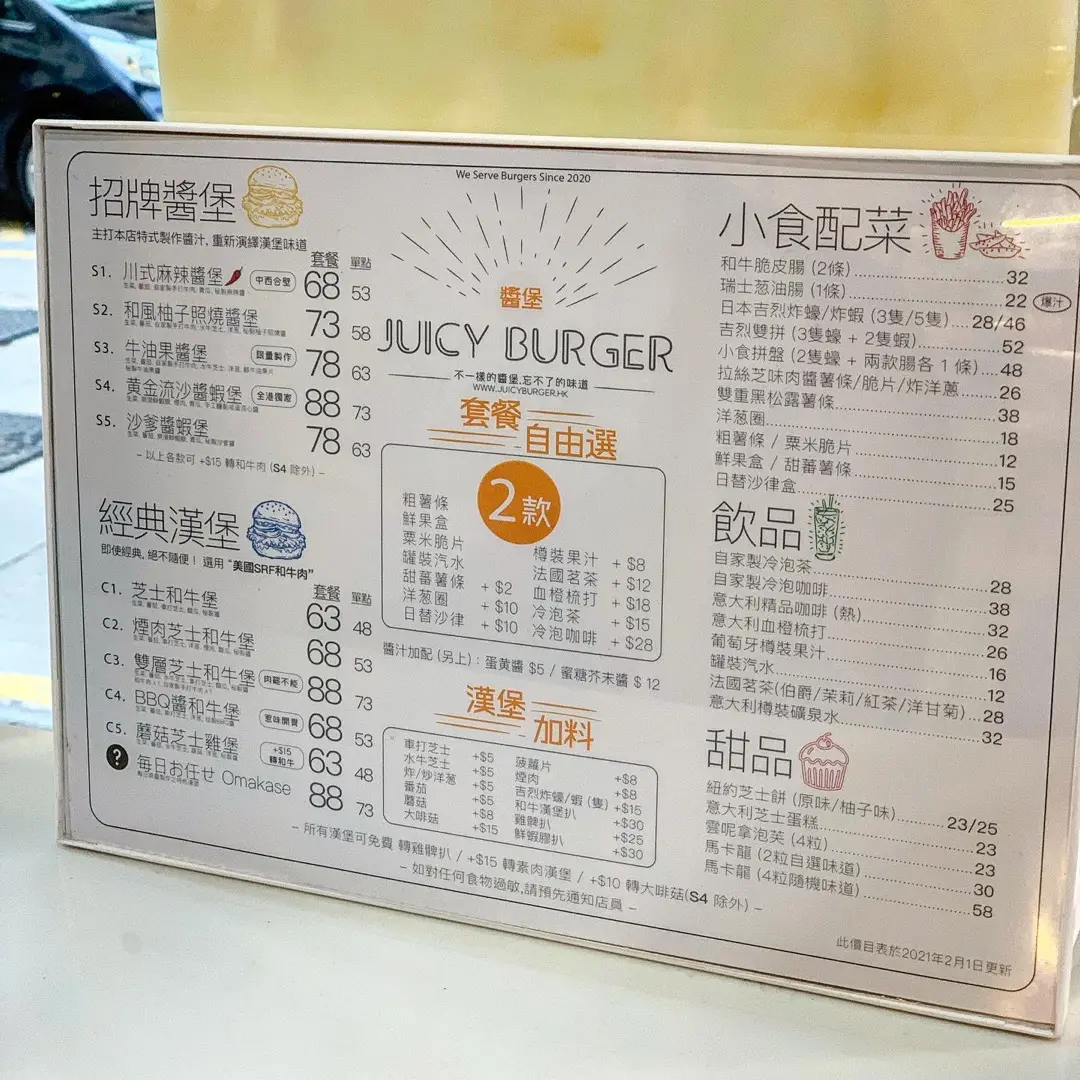 We Serve Burgers Since 2020
招牌醬堡
主打本店特式製作醬汁, 重新演繹漢堡味道
套餐 單點
S1. 川式麻辣醬堡 中西合壁 68 53
S2. 和風柚子照燒醬堡 73 58
S3. 牛油果醬堡 限量製作 78 63
S4. 黃金流沙醬蝦堡 全港獨家 88 73
S5. 沙爹醬蝦堡 78 63
– 以上各款可 +$15 轉和牛肉 (S4 除外) –
經典漢堡
即使經典, 絕不隨便！ 選用 "美國SRF和牛肉"
套餐 單點
C1. 芝士和牛堡 63 48
C2. 煙肉芝士和牛堡 68 53
C3. 雙層芝士和牛堡 肉罷不能 88 73
C4. BBQ醬和牛堡 惹味開胃 68 53
C5. 蘑菇芝士雞堡 +$15 轉和牛 63 48
? 毎日お任せ Omakase 88 73
醬堡
JUICY BURGER
不一樣的醬堡,忘不了的味道
WWW.JUICYBURGER.HK
套餐
自由選
2款
粗薯條
鮮果盒
粟米脆片
罐裝汽水
甜蕃薯條 + $2
洋葱圈 + $10
日替沙律 + $10
樽裝果汁 + $8
法國茗茶 + $12
血橙梳打 + $18
冷泡茶 + $15
冷泡咖啡 + $28
醬汁加配 (另上) : 蛋黃醬 $5 / 蜜糖芥末醬 $ 12
漢堡
加料
車打芝士 +$5
水牛芝士 +$5
炸/炒洋葱 +$5
番茄 +$5
蘑菇 +$8
大啡菇 +$15
菠蘿片 +$8
煙肉 +$8
吉烈炸蠔/蝦 (隻) +$15
和牛漢堡扒 +$30
雞髀扒 +$25
鮮蝦膠扒 +$30
– 所有漢堡可免費 轉雞髀扒 / +$15 轉素肉漢堡 / +$10 轉大啡菇(S4 除外) –
– 如對任何食物過敏,請預先通知店員 –
小食配菜
和牛脆皮腸 (2條) 32
瑞士葱油腸 (1條) 22 爆汁
日本吉烈炸蠔/炸蝦 (3隻/5隻) 28/46
吉烈雙拼 (3隻蠔 + 2隻蝦) 52
小食拼盤 (2隻蠔 + 兩款腸各 1 條) 48
拉絲芝味肉醬薯條/脆片/炸洋蔥 26
雙重黑松露薯條 38
洋葱圈 18
粗薯條 / 粟米脆片 12
鮮果盒 / 甜蕃薯條 15
日替沙律盒 25
飲品
自家製冷泡茶 28
自家製冷泡咖啡 38
意大利精品咖啡 (熱) 32
意大利血橙梳打 26
葡萄牙樽裝果汁 16
罐裝汽水 12
法國茗茶(伯爵/茉莉/紅茶/洋甘菊) 28
意大利樽裝礦泉水 32
甜品
紐約芝士餅 (原味/柚子味) 23/25
意大利芝士蛋糕 23
雲呢拿泡芙 (4粒) 23
馬卡龍 (2粒自選味道) 30
馬卡龍 (4粒隨機味道) 58
此價目表於2021年2月1日更新